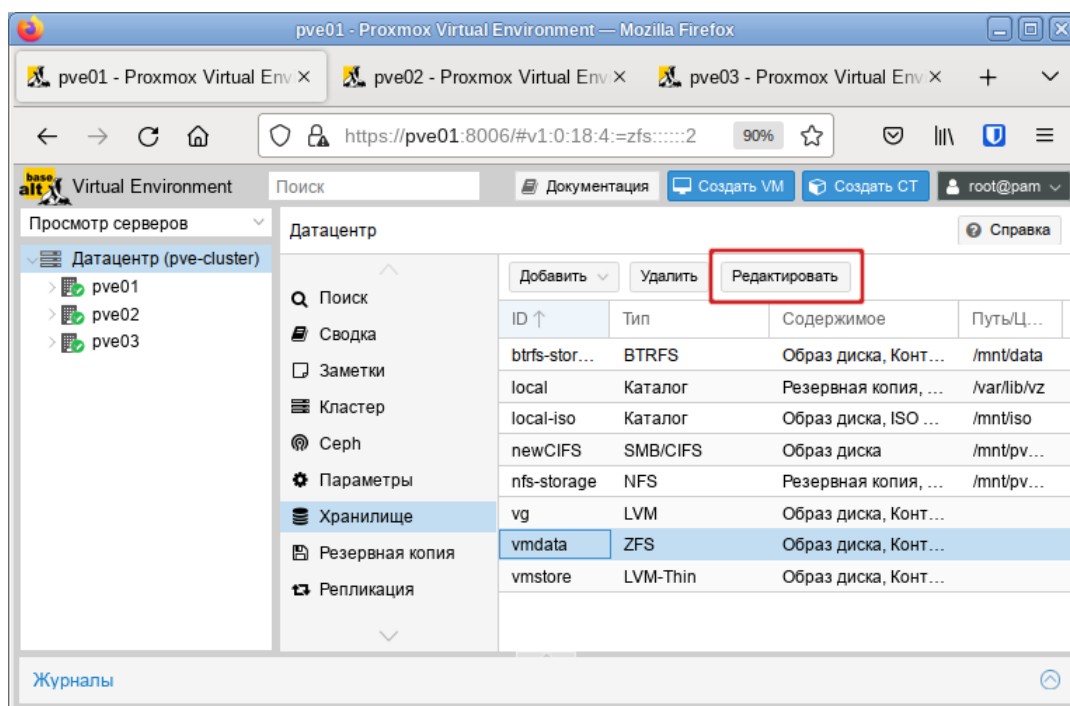 pve01 - Proxmox Virtual Environment — Mozilla Firefox
pve01 - Proxmox Virtual Env
pve02 - Proxmox Virtual Env
pve03 - Proxmox Virtual Env
https://pve01:8006/#v1:0:18:4:=zfs::::::2 90%
base alt Virtual Environment Поиск Документация Создать VM Создать CT root@pam
Просмотр серверов
Датацентр (pve-cluster)
pve01
pve02
pve03
Датацентр Справка
Поиск
Сводка
Заметки
Кластер
Ceph
Параметры
Хранилище
Резервная копия
Репликация
Добавить Удалить Редактировать
ID ↑ Тип Содержимое Путь/Ц...
btrfs-stor... BTRFS Образ диска, Конт... /mnt/data
local Каталог Резервная копия, ... /var/lib/vz
local-iso Каталог Образ диска, ISO ... /mnt/iso
newCIFS SMB/CIFS Образ диска /mnt/pv...
nfs-storage NFS Резервная копия, ... /mnt/pv...
vg LVM Образ диска, Конт...
vmdata ZFS Образ диска, Конт...
vmstore LVM-Thin Образ диска, Конт...
Журналы